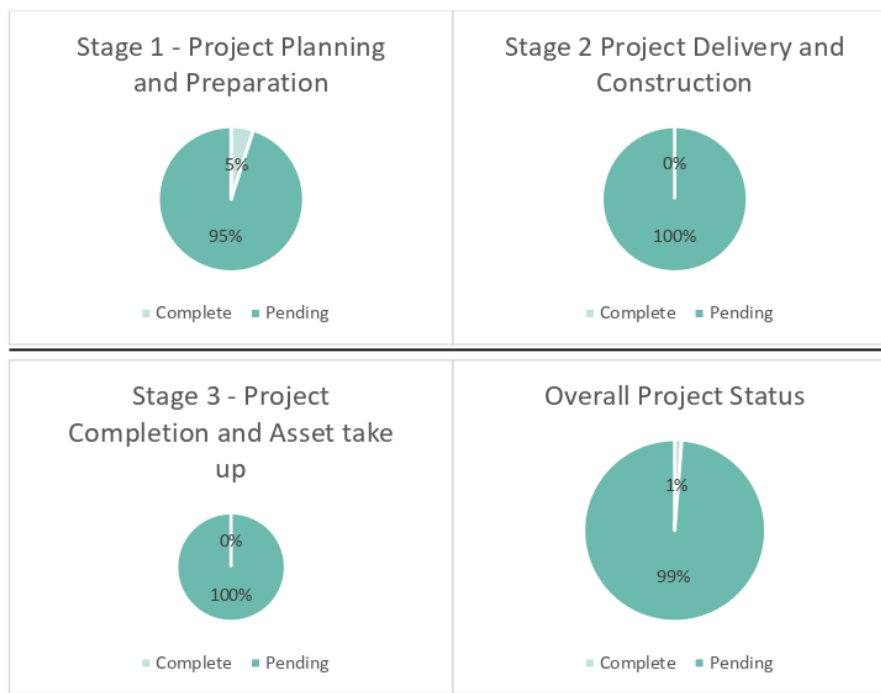 Stage 1 - Project Planning
and Preparation
5%
95%
Complete Pending
Stage 2 Project Delivery and
Construction
0%
100%
Complete Pending
Stage 3 - Project
Completion and Asset take
up
0%
100%
Complete Pending
Overall Project Status
1%
99%
Complete Pending